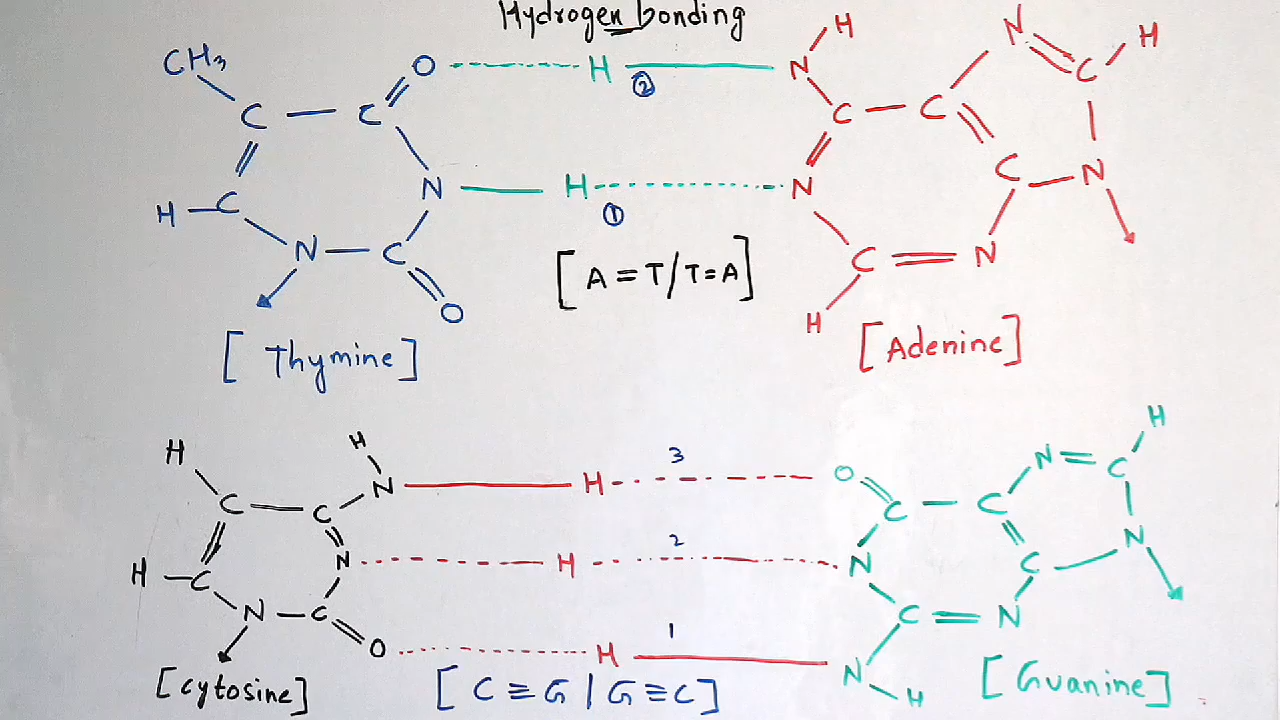 Hydrogen bonding
CH3 O H N H N H
② 
C C C C C
N H N C N
①
H C
N C C N
[A = T/T = A]
O H
[Thymine] [Adenine]
H H H
N H 3 O N = C
C C C C
N H 2 N C N
H C
N C C = N
O H 1 N H
[Cytosine] [C ≡ G | G ≡ C] [Guanine]